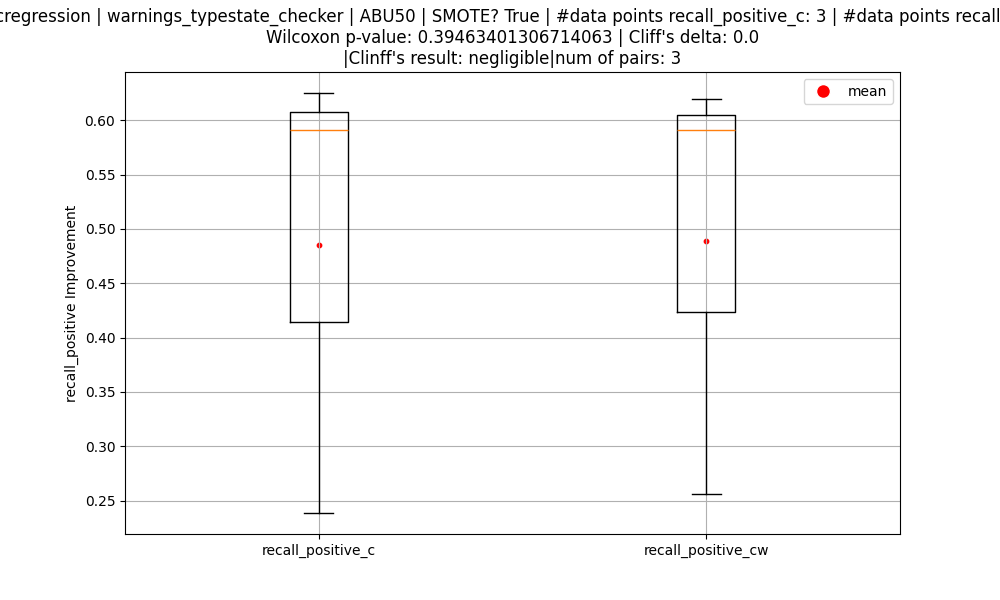 cregression | warnings_typestate_checker | ABU50 | SMOTE? True | #data points recall_positive_c: 3 | #data points recall
Wilcoxon p-value: 0.39463401306714063 | Cliff's delta: 0.0
|Clinff's result: negligible|num of pairs: 3
mean
0.60
0.55
0.50
0.45
0.40
0.35
0.30
0.25
recall_positive Improvement
recall_positive_c
recall_positive_cw